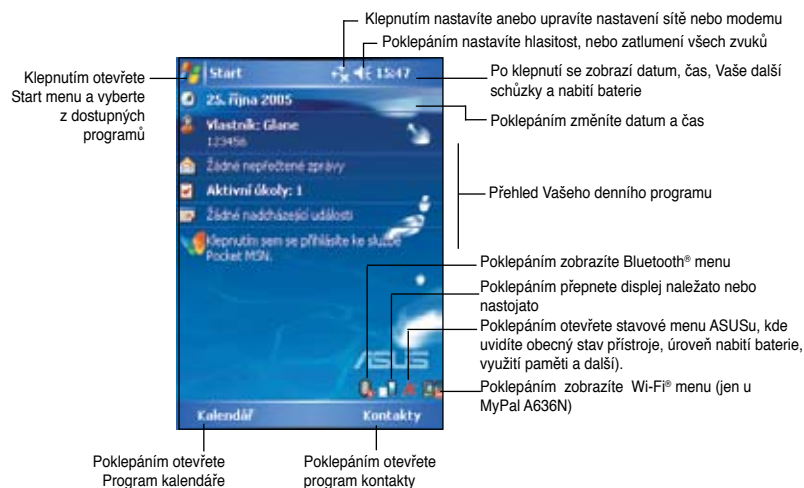 Klepnutím nastavíte anebo upravíte nastavení sítě nebo modemu
Poklepáním nastavíte hlasitost, nebo zatlumení všech zvuků
Klepnutím otevřete
Start menu a vyberte
z dostupných
programů
Start
15:47
Po klepnutí se zobrazí datum, čas, Vaše další
schůzky a nabití baterie
25. října 2005
Poklepáním změníte datum a čas
Vlastník: Glane
123456
Žádné nepřečtené zprávy
Aktivní úkoly: 1
Přehled Vašeho denního programu
Žádné nadcházející události
Klepnutím sem se přihlásíte ke službě
Pocket MSN.
Poklepáním zobrazíte Bluetooth® menu
Poklepáním přepnete displej naležato nebo
nastojato
Poklepáním otevřete stavové menu ASUSu, kde
uvidíte obecný stav přístroje, úroveň nabití baterie,
využití paměti a další).
ASUS
Poklepáním zobrazíte Wi-Fi® menu (jen u
MyPal A636N)
Kalendář
Kontakty
Poklepáním otevřete
Program kalendáře
Poklepáním otevřete
program kontakty